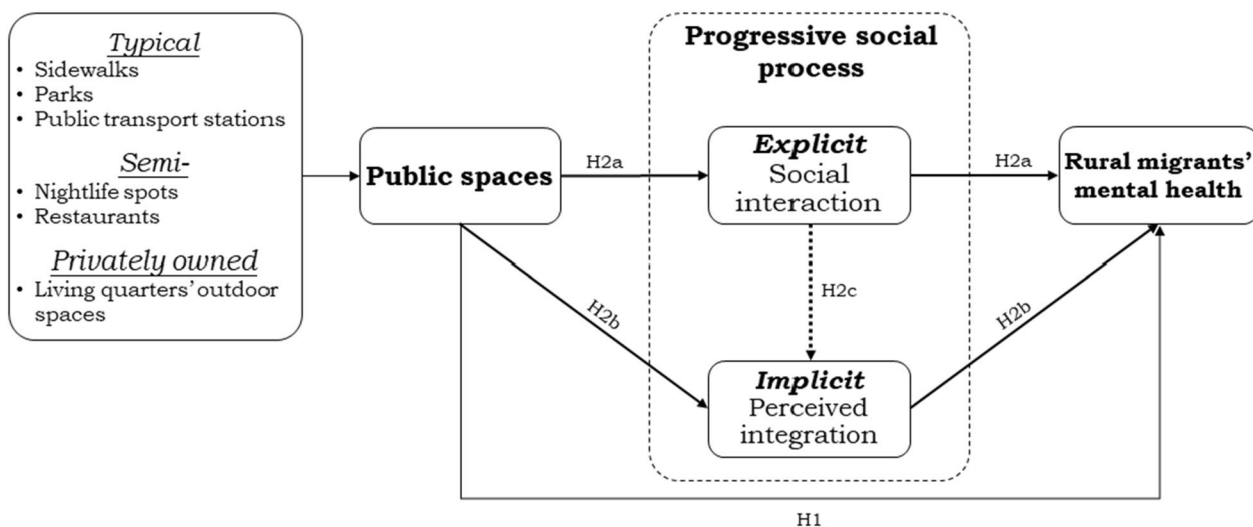 Typical
• Sidewalks
• Parks
• Public transport stations
Semi-
• Nightlife spots
• Restaurants
Privately owned
• Living quarters’ outdoor
spaces
Public spaces
H2a
H2b
Progressive social
process
Explicit
Social
interaction
H2c
Implicit
Perceived
integration
H2a
H2b
Rural migrants’
mental health
H1